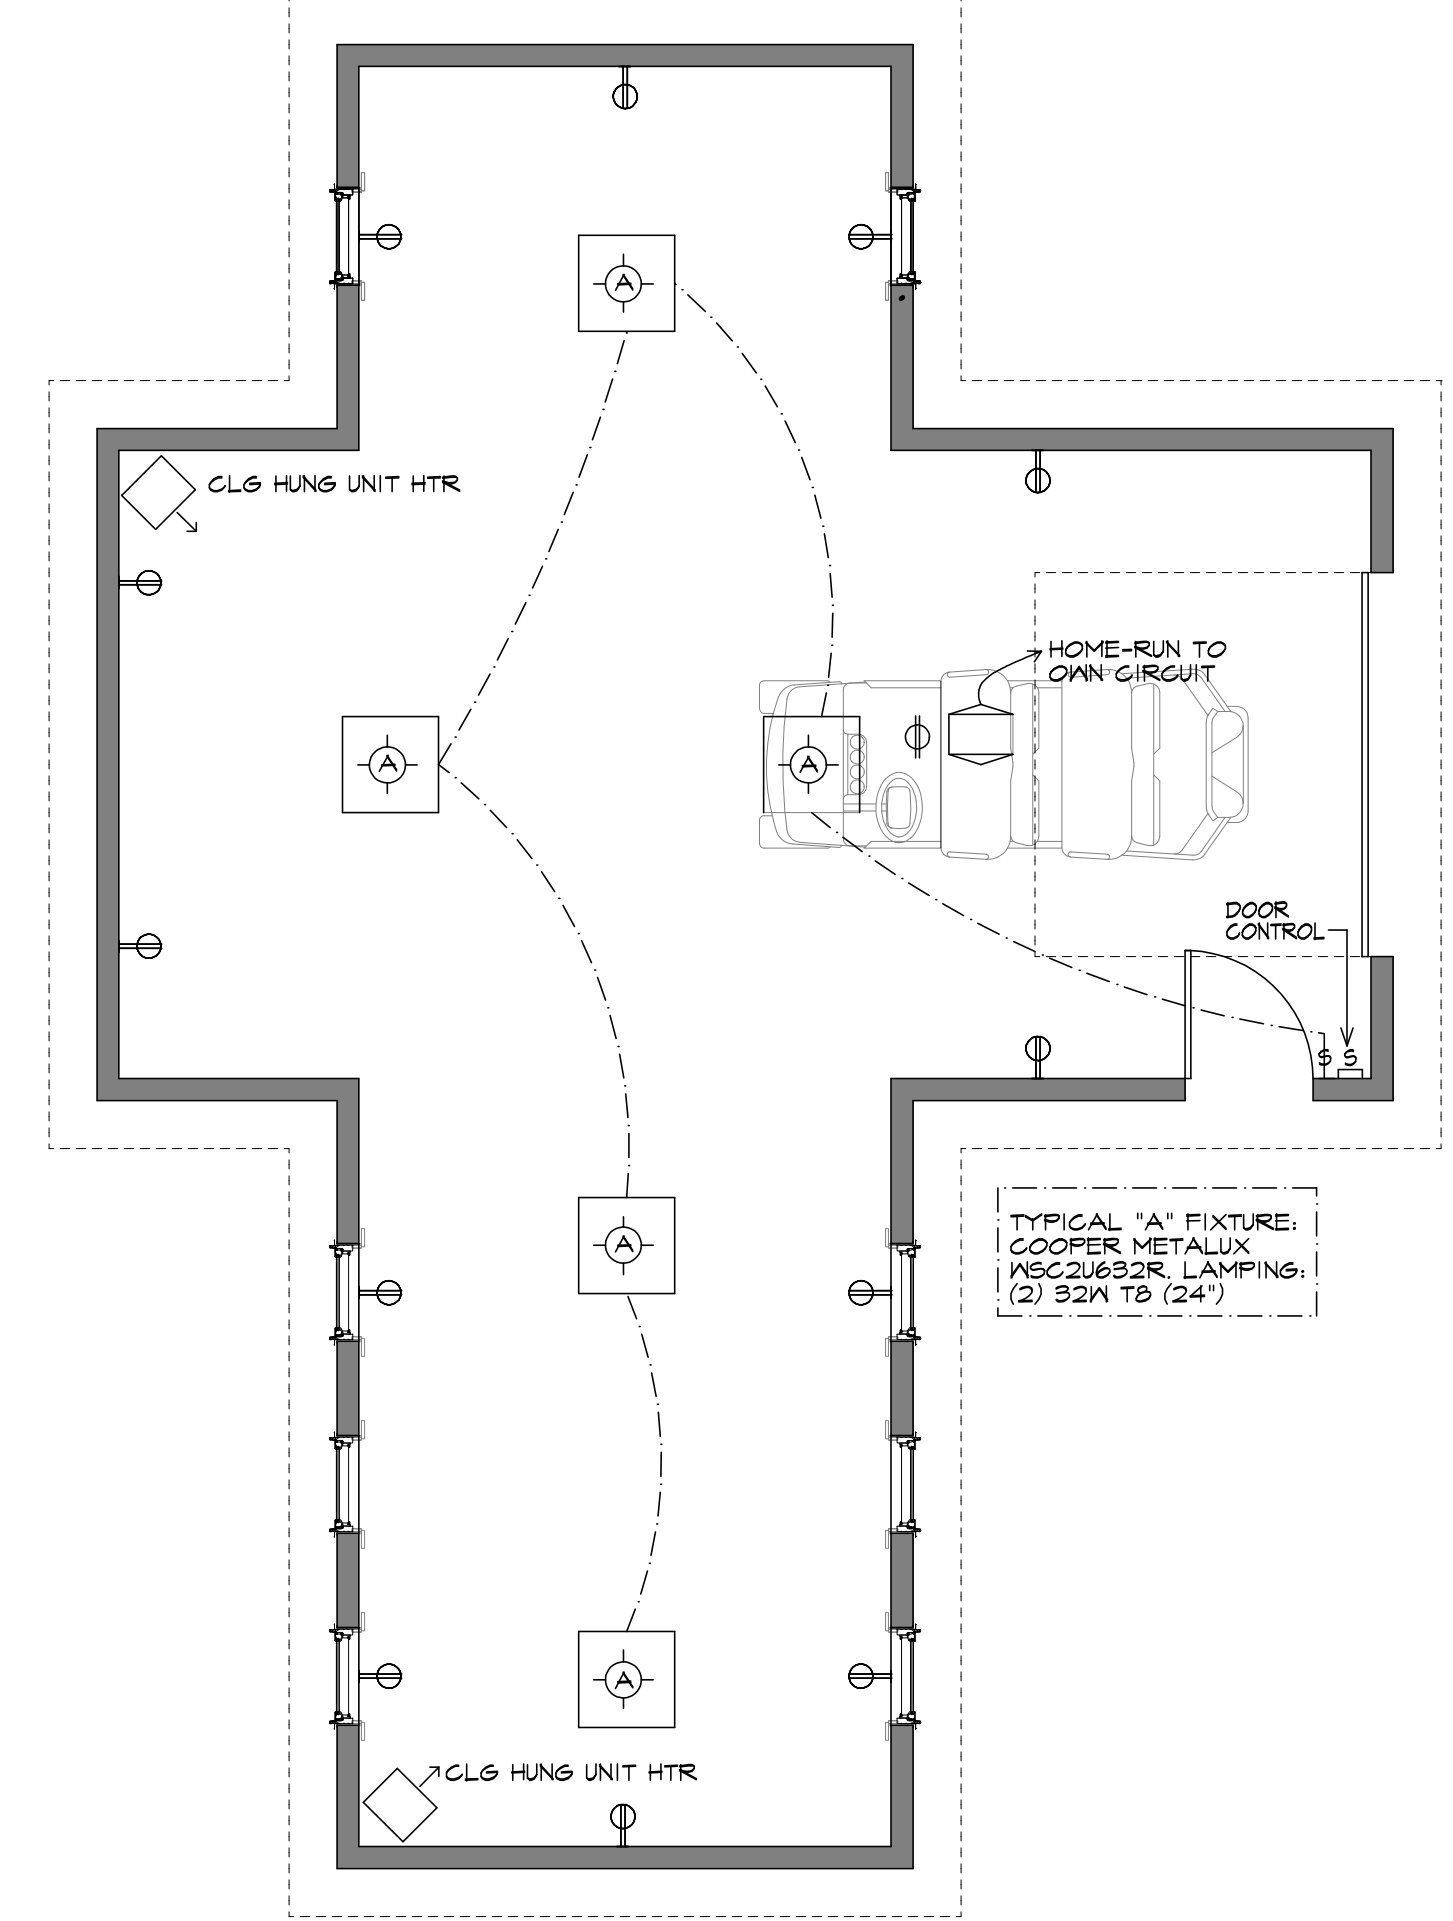 A
CLG HUNG UNIT HTR
HOME-RUN TO
OWN CIRCUIT
A
A
DOOR
CONTROL
S S
TYPICAL "A" FIXTURE:
COOPER METALUX
WSC2U632R. LAMPING:
(2) 32W T8 (24")
A
A
CLG HUNG UNIT HTR